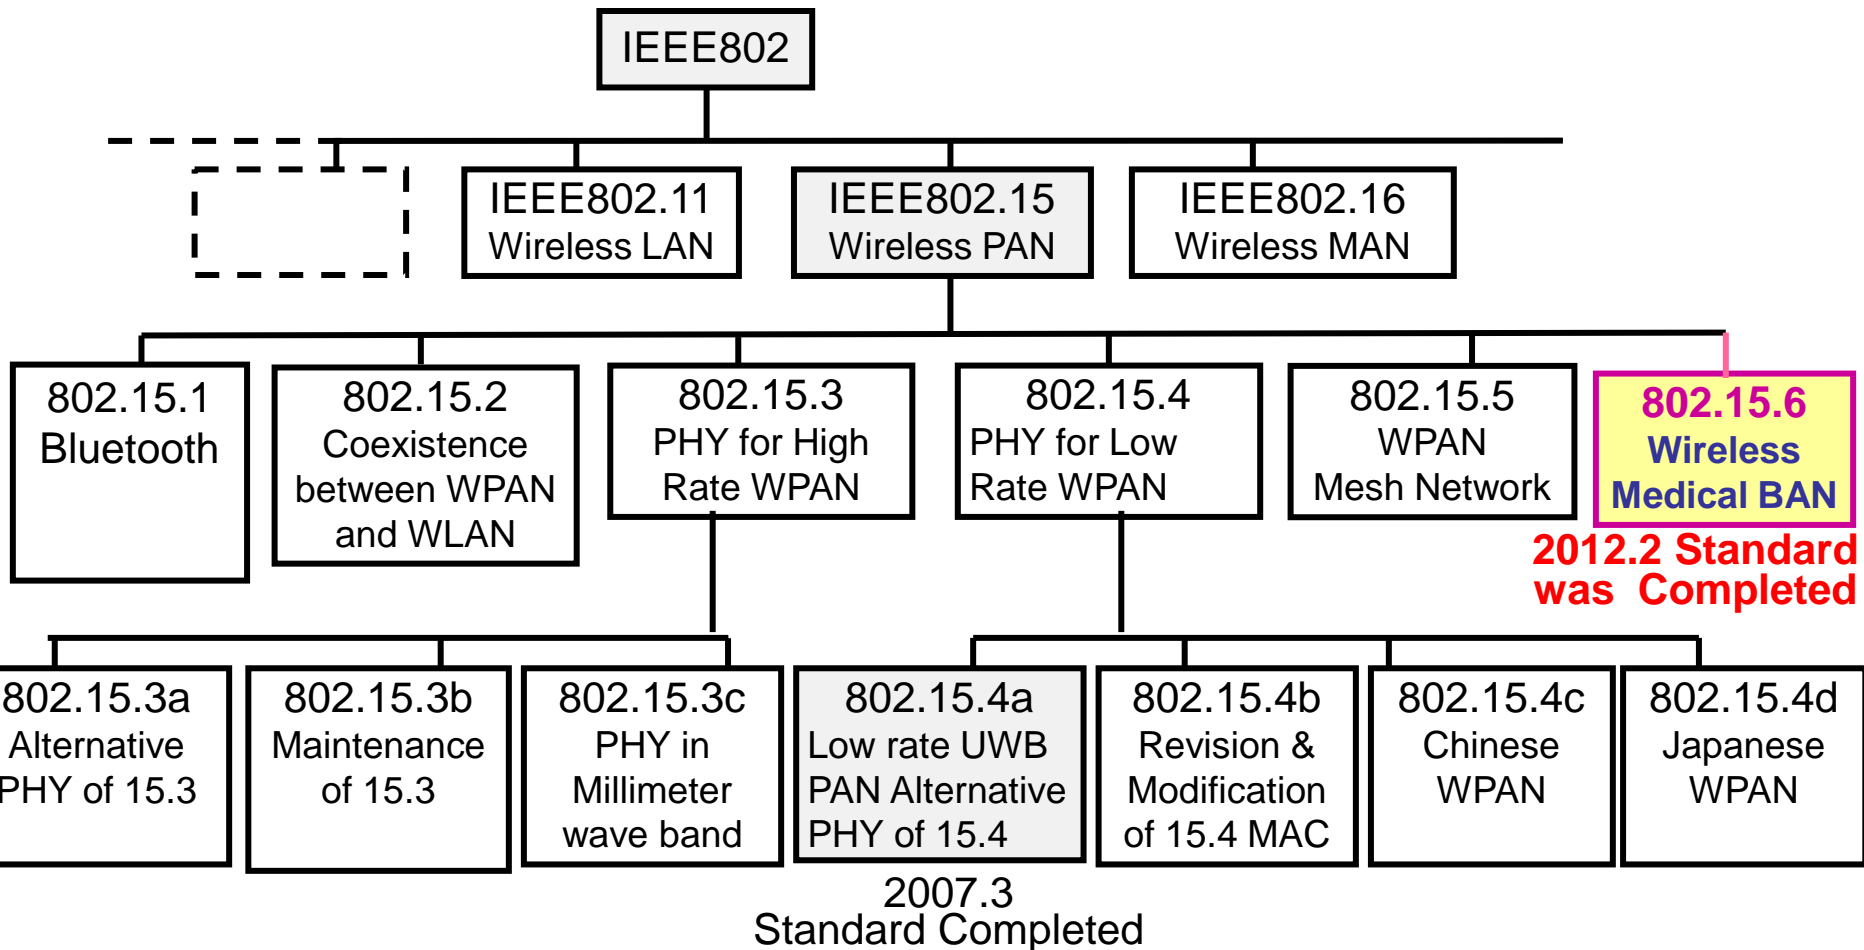 IEEE802
IEEE802.11
Wireless LAN
IEEE802.15
Wireless PAN
IEEE802.16
Wireless MAN
802.15.1
Bluetooth
802.15.2
Coexistence
between WPAN
and WLAN
802.15.3
PHY for High
Rate WPAN
802.15.4
PHY for Low
Rate WPAN
802.15.5
WPAN
Mesh Network
802.15.6
Wireless
Medical BAN
2012.2 Standard
was Completed
802.15.3a
Alternative
PHY of 15.3
802.15.3b
Maintenance
of 15.3
802.15.3c
PHY in
Millimeter
wave band
802.15.4a
Low rate UWB
PAN Alternative
PHY of 15.4
802.15.4b
Revision &
Modification
of 15.4 MAC
802.15.4c
Chinese
WPAN
802.15.4d
Japanese
WPAN
2007.3
Standard Completed